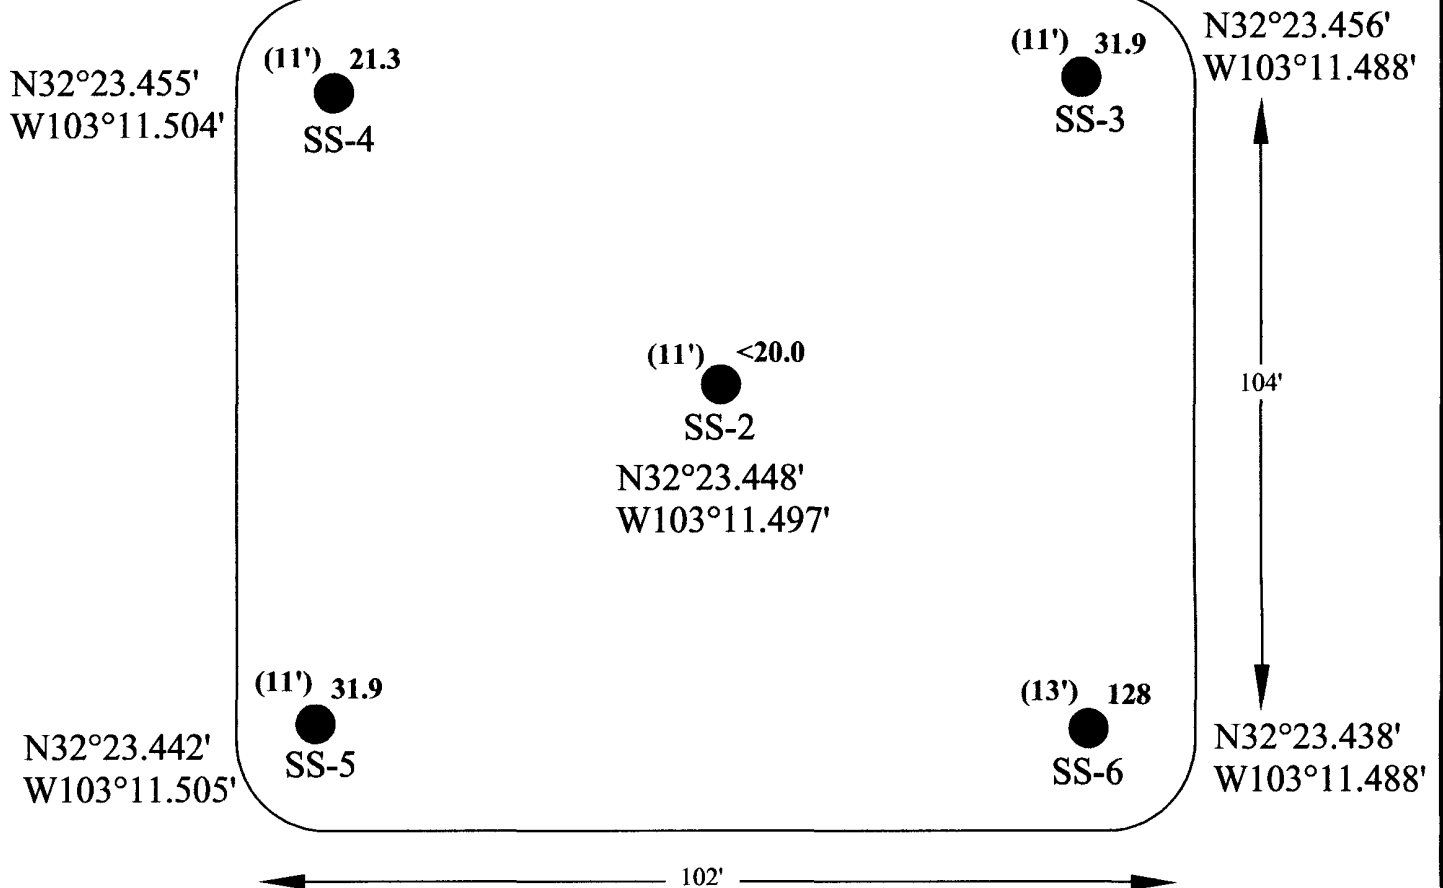 (11') 21.3
N32°23.455'
W103°11.504'
SS-4
(11') 31.9
SS-3
N32°23.456'
W103°11.488'
(11') <20.0
SS-2
N32°23.448'
W103°11.497'
104'
(11') 31.9
SS-5
N32°23.442'
W103°11.505'
(13') 128
SS-6
N32°23.438'
W103°11.488'
102'